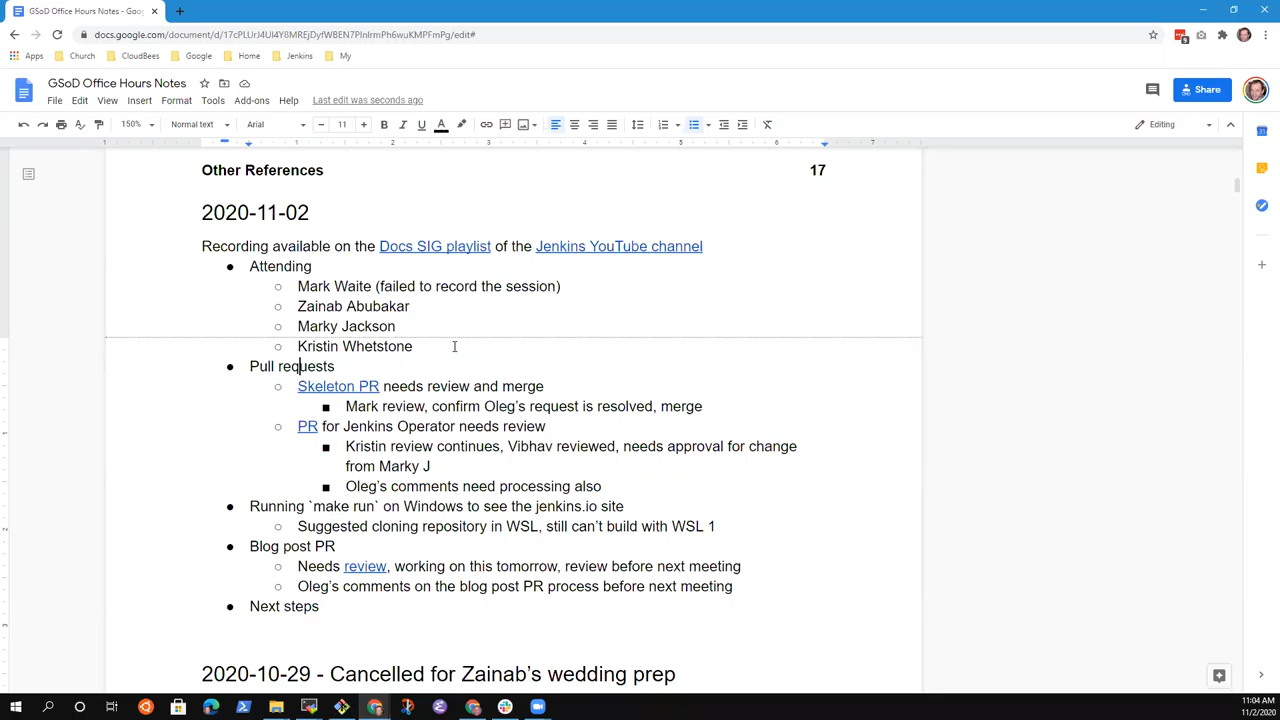 GSoD Office Hours Notes - Goo
docs.google.com/document/d/17cPLUrJ4Ul4Y8MREjDyfWBEN7PlnlrmPh6wuKMPFmPg/edit#
Apps Church CloudBees Google Home Jenkins My
GSoD Office Hours Notes
File Edit View Insert Format Tools Add-ons Help Last edit was seconds ago
Share
150% Normal text Arial 11 Editing
1 1 2 3 4 5 6 7
Other References 17
2020-11-02
Recording available on the Docs SIG playlist of the Jenkins YouTube channel
● Attending
○ Mark Waite (failed to record the session)
○ Zainab Abubakar
○ Marky Jackson
○ Kristin Whetstone
● Pull requests
○ Skeleton PR needs review and merge
■ Mark review, confirm Oleg’s request is resolved, merge
○ PR for Jenkins Operator needs review
■ Kristin review continues, Vibhav reviewed, needs approval for change
from Marky J
■ Oleg’s comments need processing also
● Running `make run` on Windows to see the jenkins.io site
○ Suggested cloning repository in WSL, still can’t build with WSL 1
● Blog post PR
○ Needs review, working on this tomorrow, review before next meeting
○ Oleg’s comments on the blog post PR process before next meeting
● Next steps
2020-10-29 - Cancelled for Zainab’s wedding prep
11:04 AM
11/2/2020